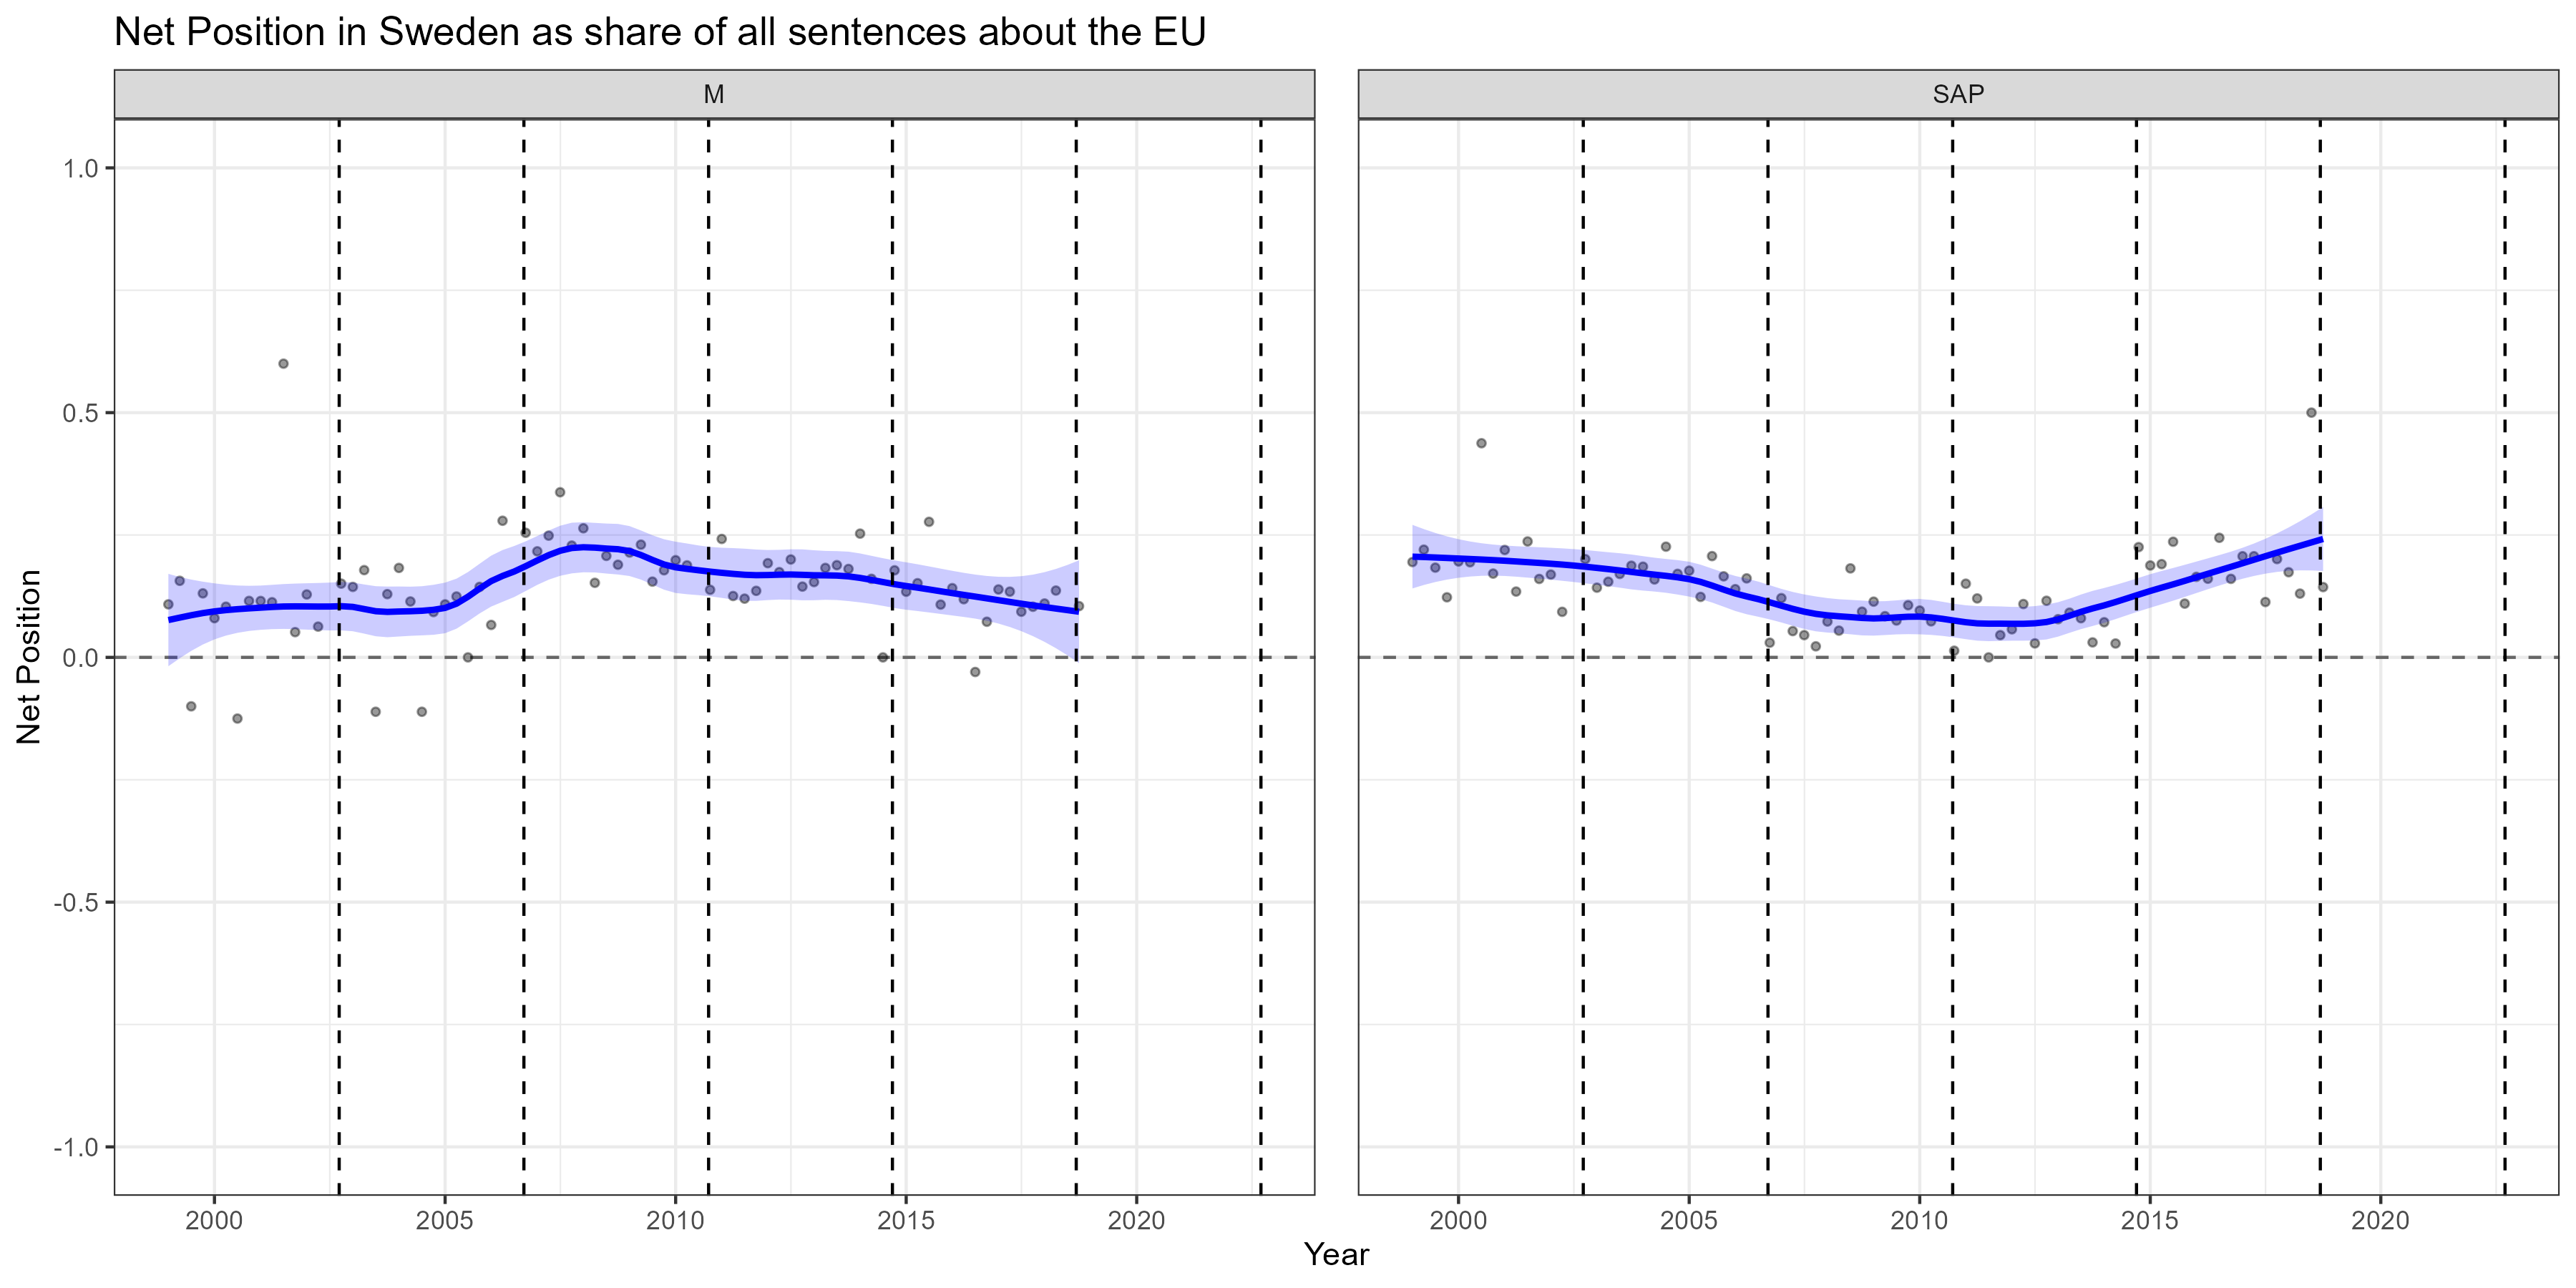 Net Position in Sweden as share of all sentences about the EU
M
SAP
Net Position
1.0
0.5
0.0
-0.5
-1.0
2000 2005 2010 2015 2020
2000 2005 2010 2015 2020
Year